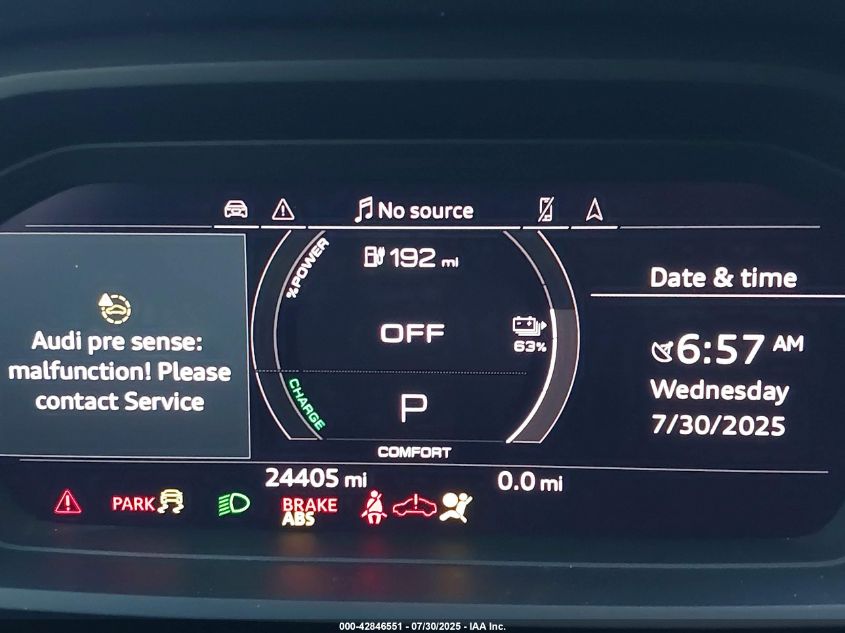 No source
%POWER
192 mi
OFF
63%
CHARGE
P
COMFORT
Audi pre sense:
malfunction! Please
contact Service
Date & time
6:57 AM
Wednesday
7/30/2025
24405 mi
0.0 mi
PARK
BRAKE
ABS
000-42846551 - 07/30/2025 - IAA Inc.